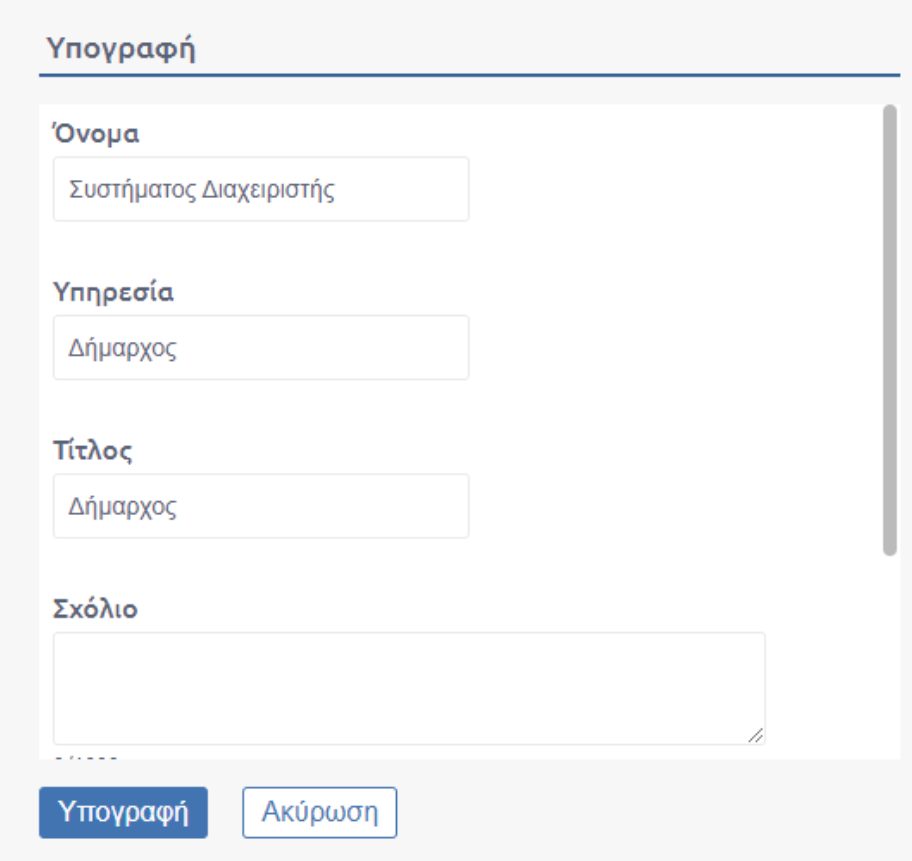 Υπογραφή
Όνομα
Συστήματος Διαχειριστής
Υπηρεσία
Δήμαρχος
Τίτλος
Δήμαρχος
Σχόλιο
Υπογραφή
Ακύρωση